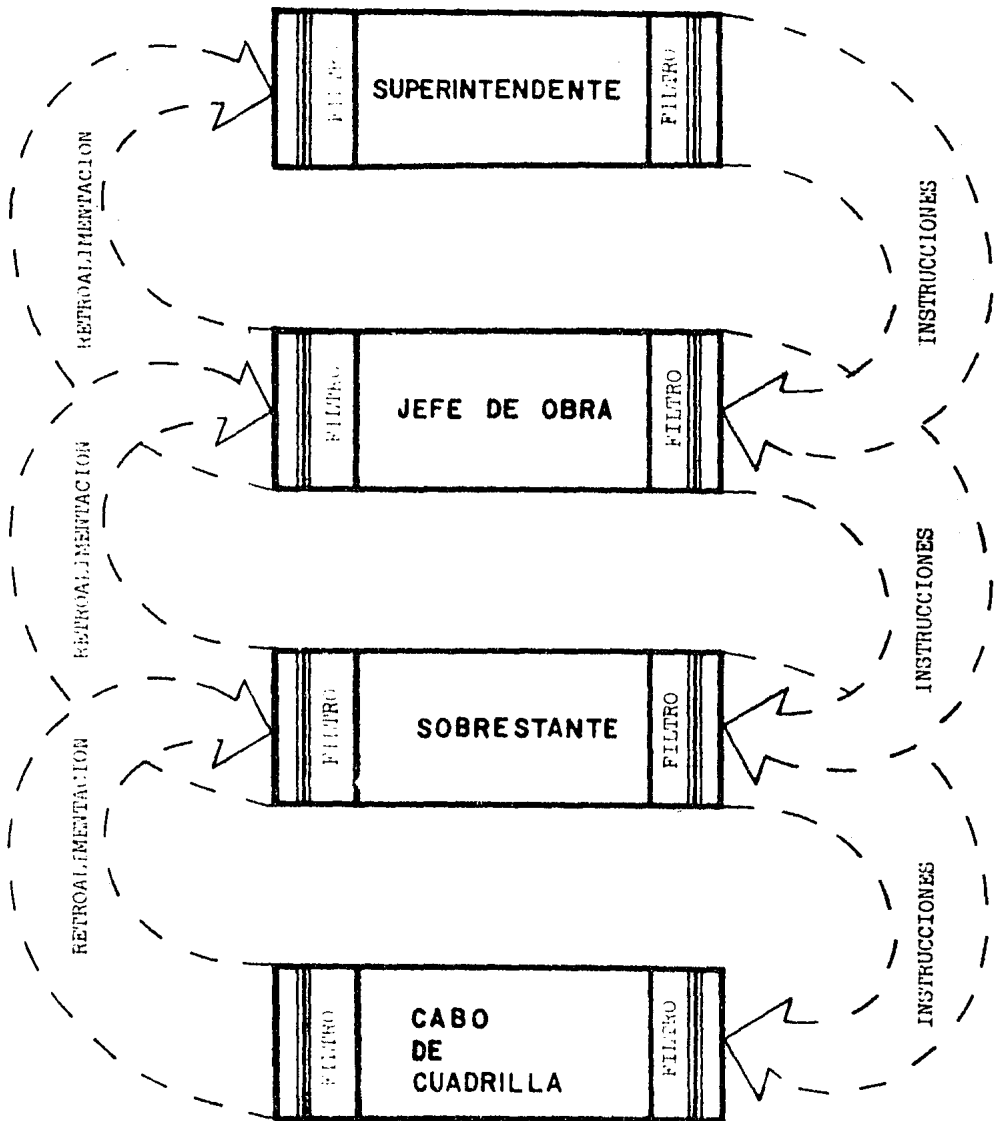 FILTRO
SUPERINTENDENTE
FILTRO
RETROALIMENTACION
INSTRUCCIONES
FILTRO
JEFE DE OBRA
FILTRO
RETROALIMENTACION
INSTRUCCIONES
FILTRO
SOBRESTANTE
FILTRO
RETROALIMENTACION
INSTRUCCIONES
FILTRO
CABO
DE
CUADRILLA
FILTRO